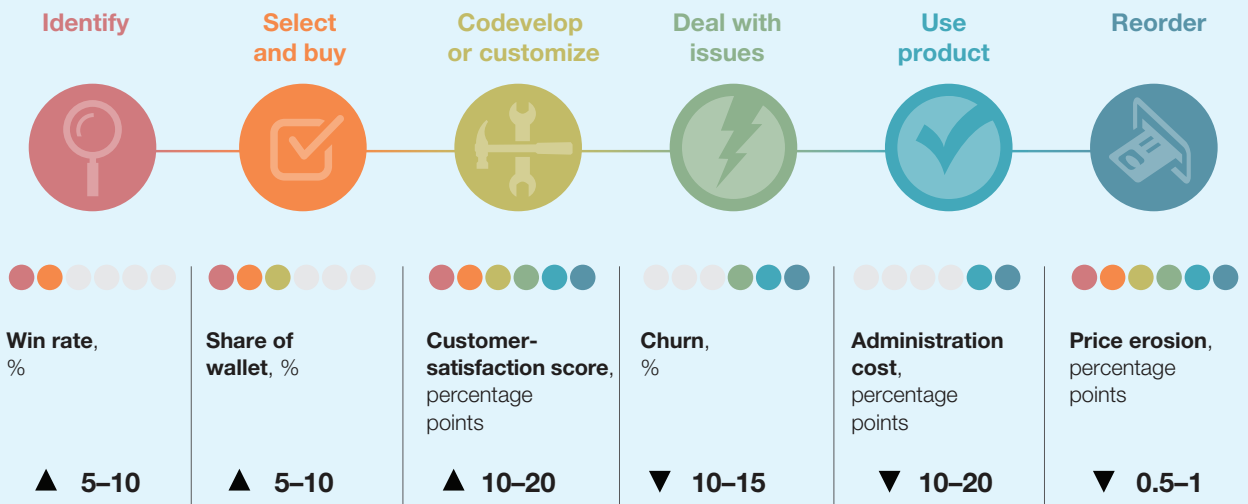 Identify
Select
and buy
Codevelop
or customize
Deal with
issues
Use
product
Reorder
Win rate,
%
Share of
wallet, %
Customer-
satisfaction score,
percentage
points
Churn,
%
Administration
cost,
percentage
points
Price erosion,
percentage
points
▲ 5–10
▲ 5–10
▲ 10–20
▼ 10–15
▼ 10–20
▼ 0.5–1